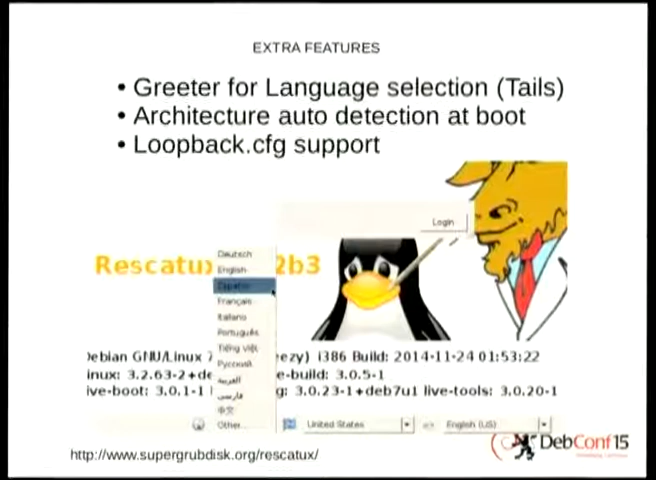 EXTRA FEATURES
• Greeter for Language selection (Tails)
• Architecture auto detection at boot
• Loopback.cfg support
Login
Rescatux 2b3
Deutsch
English
Español
Français
Italiano
Português
Tiếng Việt
Русский
العربية
فارسی
中文
Other...
ebian GNU/Linux 7 eezy) i386 Build: 2014-11-24 01:53:22
inux: 3.2.63-2+de e-build: 3.0.5-1
ive-boot: 3.0.1-1 g: 3.0.23-1+deb7u1 live-tools: 3.0.20-1
United States
English (US)
DebConf15
http://www.supergrubdisk.org/rescatux/